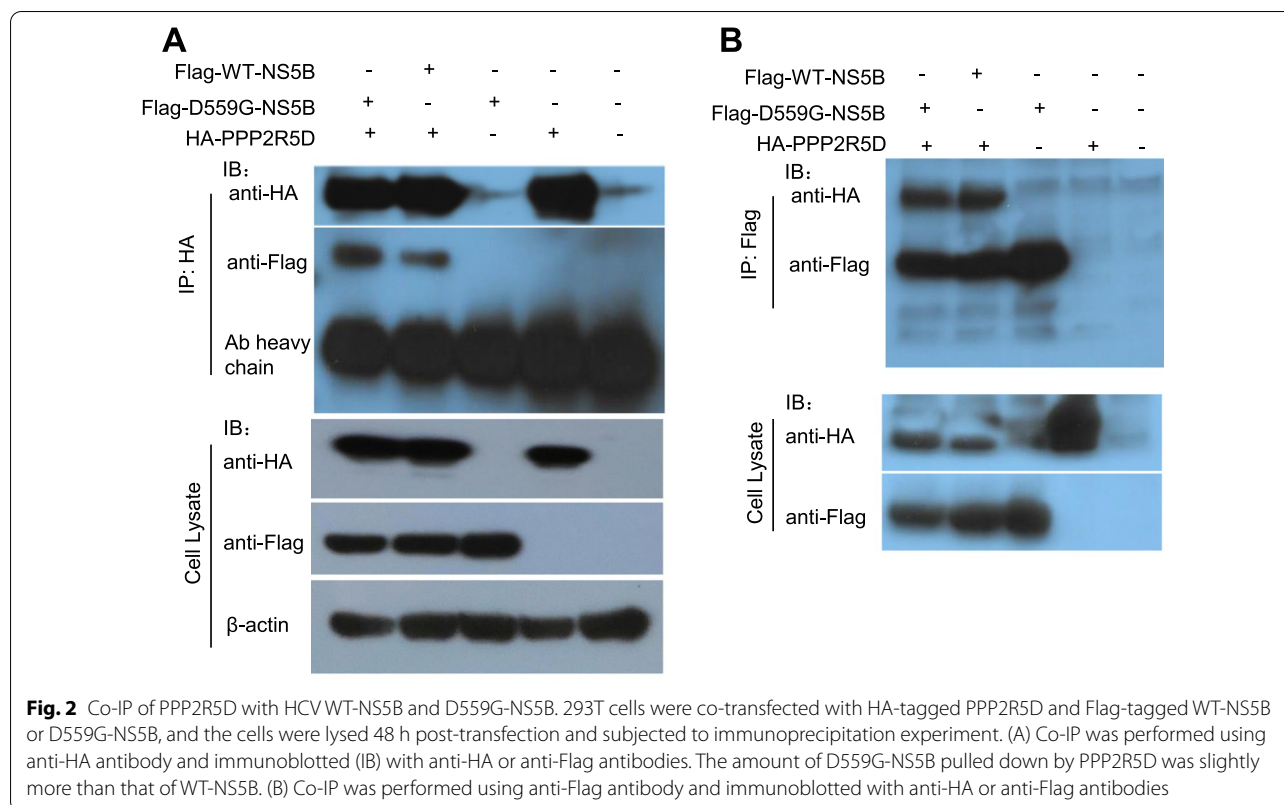 A
Flag-WT-NS5B - + - - -
Flag-D559G-NS5B + - + - -
HA-PPP2R5D + + - + -
IB：
anti-HA
IP: HA
anti-Flag
Ab heavy
chain
IB：
anti-HA
Cell Lysate
anti-Flag
β-actin
B
Flag-WT-NS5B - + - - -
Flag-D559G-NS5B + - + - -
HA-PPP2R5D + + - + -
IB：
anti-HA
IP: Flag
anti-Flag
IB：
anti-HA
Cell Lysate
anti-Flag
Fig. 2 Co-IP of PPP2R5D with HCV WT-NS5B and D559G-NS5B. 293T cells were co-transfected with HA-tagged PPP2R5D and Flag-tagged WT-NS5B
or D559G-NS5B, and the cells were lysed 48 h post-transfection and subjected to immunoprecipitation experiment. (A) Co-IP was performed using
anti-HA antibody and immunoblotted (IB) with anti-HA or anti-Flag antibodies. The amount of D559G-NS5B pulled down by PPP2R5D was slightly
more than that of WT-NS5B. (B) Co-IP was performed using anti-Flag antibody and immunoblotted with anti-HA or anti-Flag antibodies